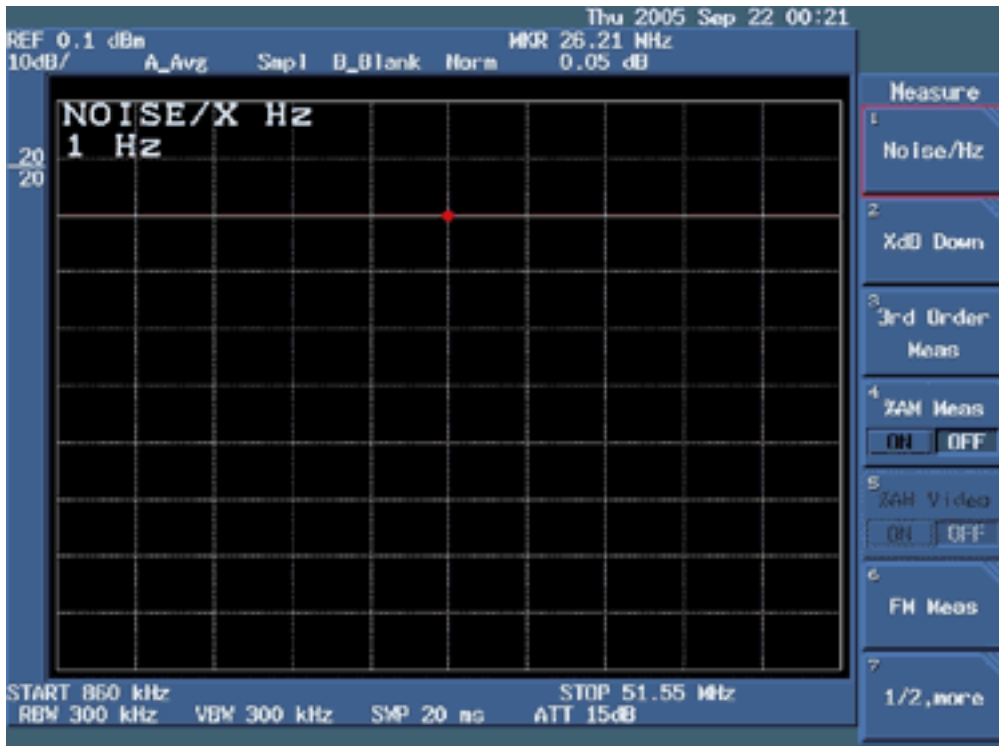 Thu 2005 Sep 22 00:21
REF 0.1 dBm MKR 26.21 MHz
10dB/ A_Avg Smpl B_Blank Norm 0.05 dB
NOISE/X Hz
1 Hz
20
20
Measure
1
Noise/Hz
2
XdB Down
3
3rd Order
Meas
4
%AM Meas
ON OFF
5
%AM Video
ON OFF
6
FM Meas
7
1/2,more
START 860 kHz STOP 51.55 MHz
RBW 300 kHz VBW 300 kHz SWP 20 ms ATT 15dB